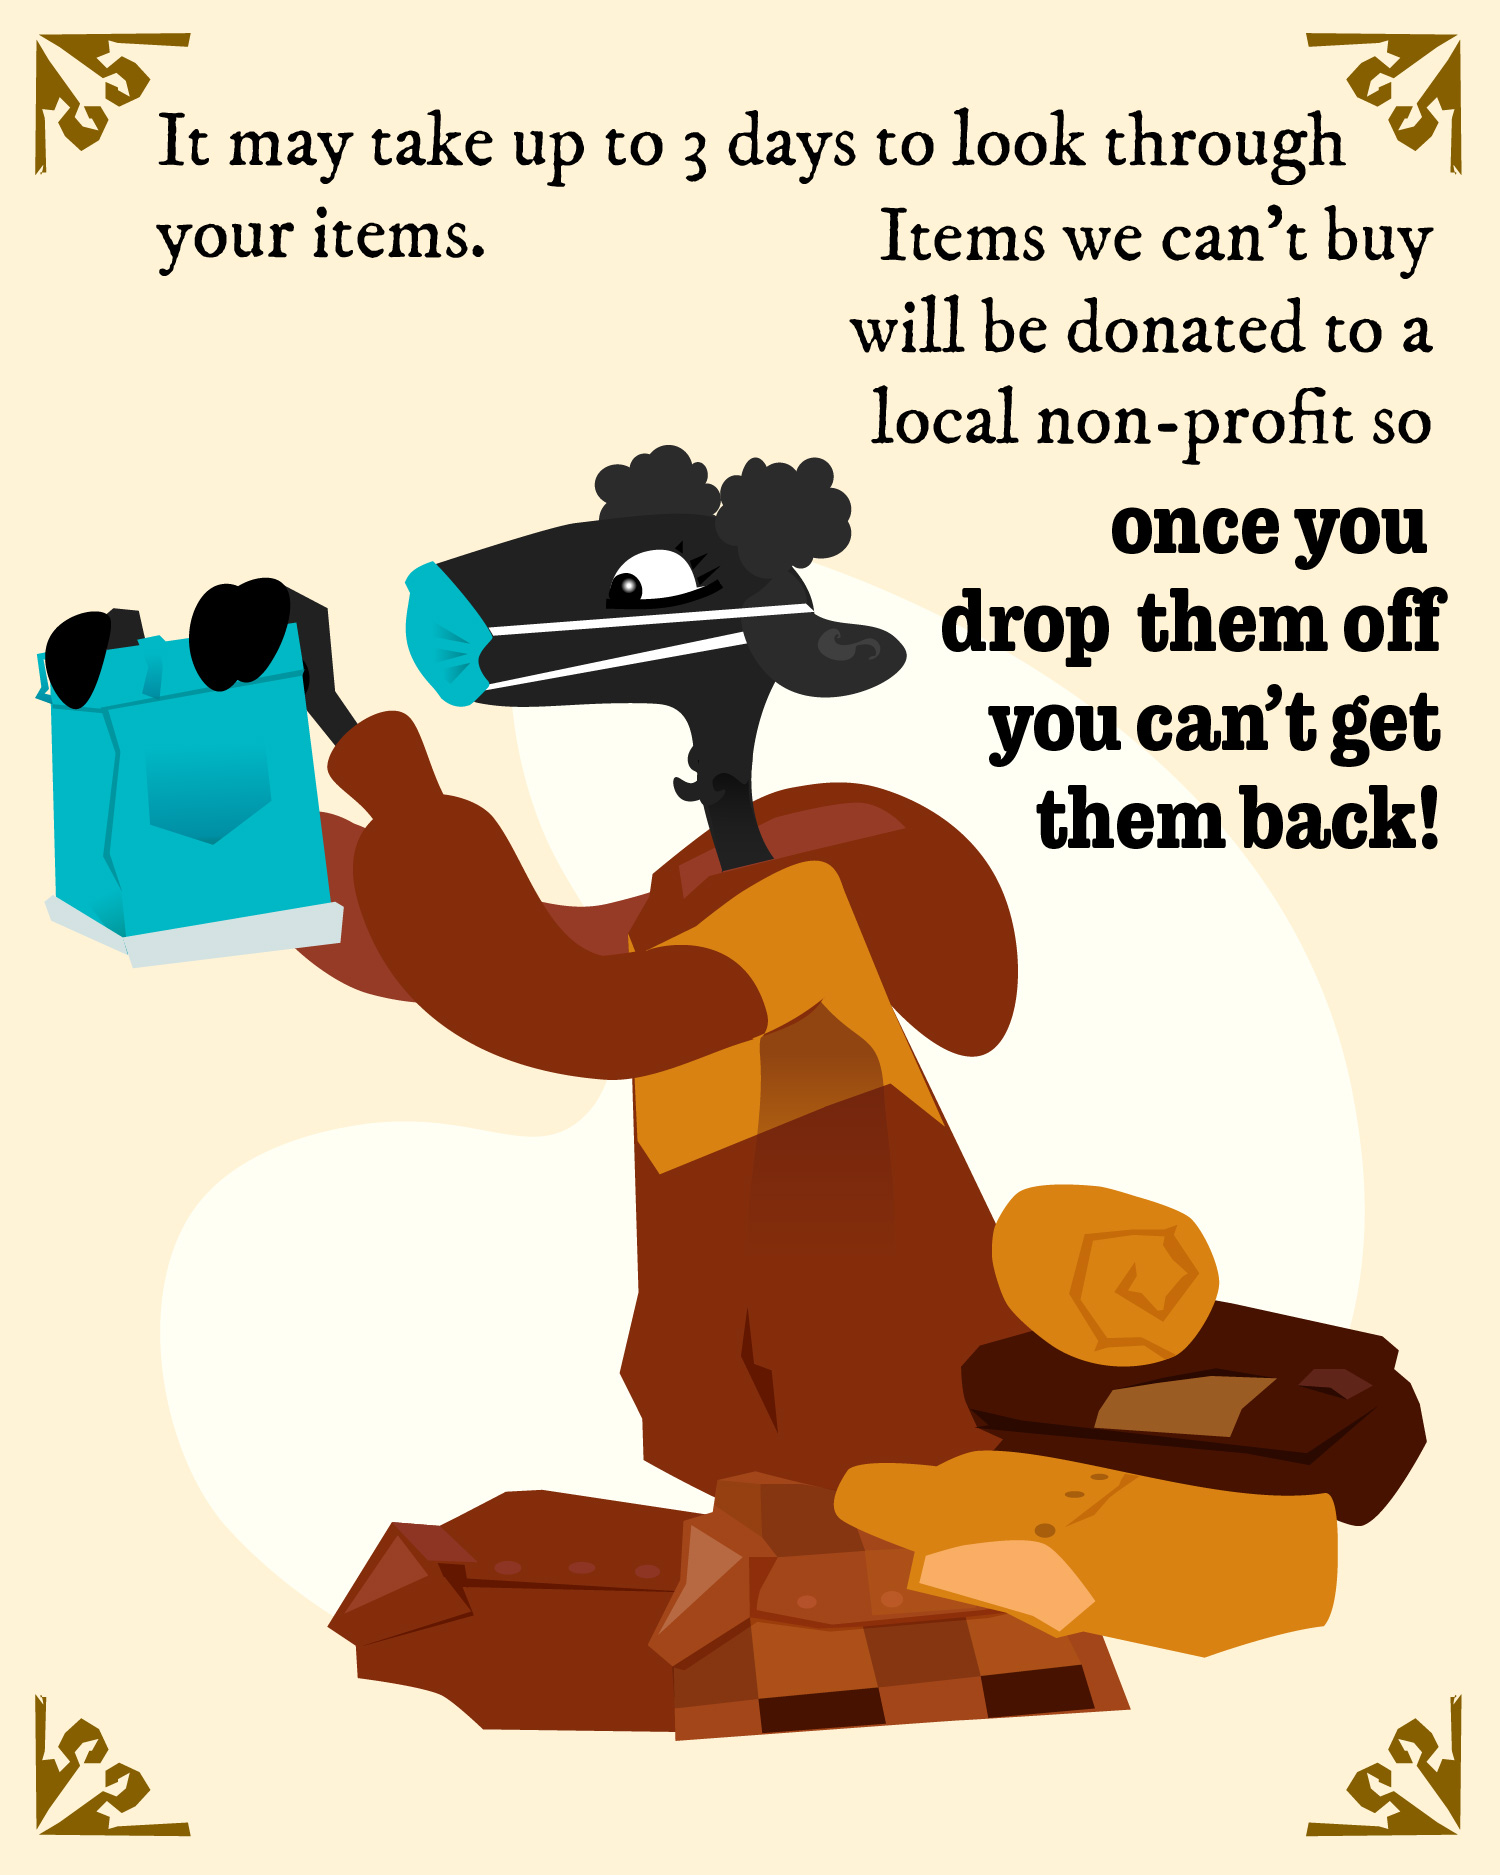 It may take up to 3 days to look through
your items.
Items we can’t buy
will be donated to a
local non-profit so
once you
drop them off
you can’t get
them back!